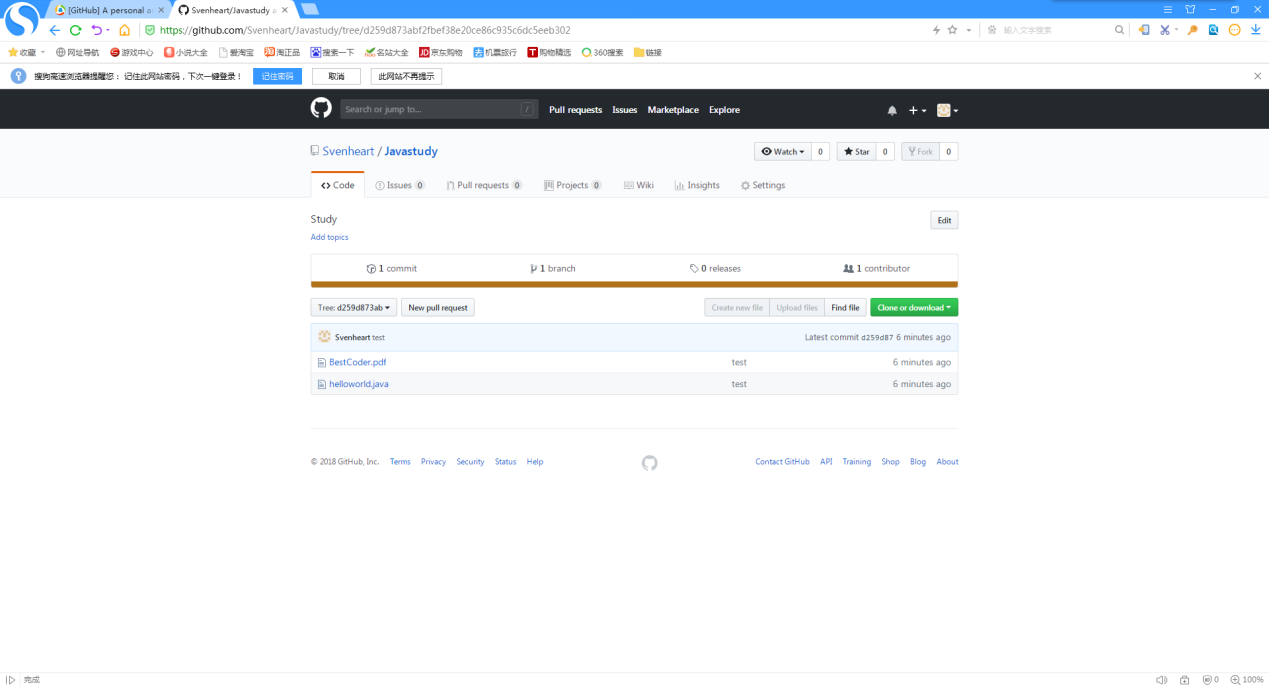 [GitHub] A personal a
Svenheart/Javastudy a
https://github.com/Svenheart/Javastudy/tree/d259d873abf2fbef38e20ce86c935c6dc5eeb302
输入文字搜索
收藏 网址导航 游戏中心 小说大全 爱淘宝 淘正品 搜索一下 名站大全 京东购物 机票旅行 购物精选 360搜索 链接
搜狗高速浏览器提醒您： 记住此网站密码，下次一键登录！ 记住密码 取消 此网站不再提示
Search or jump to... / Pull requests Issues Marketplace Explore
Svenheart / Javastudy
Watch 0 Star 0 Fork 0
Code Issues 0 Pull requests 0 Projects 0 Wiki Insights Settings
Study
Edit
Add topics
1 commit 1 branch 0 releases 1 contributor
Tree: d259d873ab New pull request Create new file Upload files Find file Clone or download
Svenheart test Latest commit d259d87 6 minutes ago
BestCoder.pdf test 6 minutes ago
helloworld.java test 6 minutes ago
© 2018 GitHub, Inc. Terms Privacy Security Status Help Contact GitHub API Training Shop Blog About
完成 0 100%